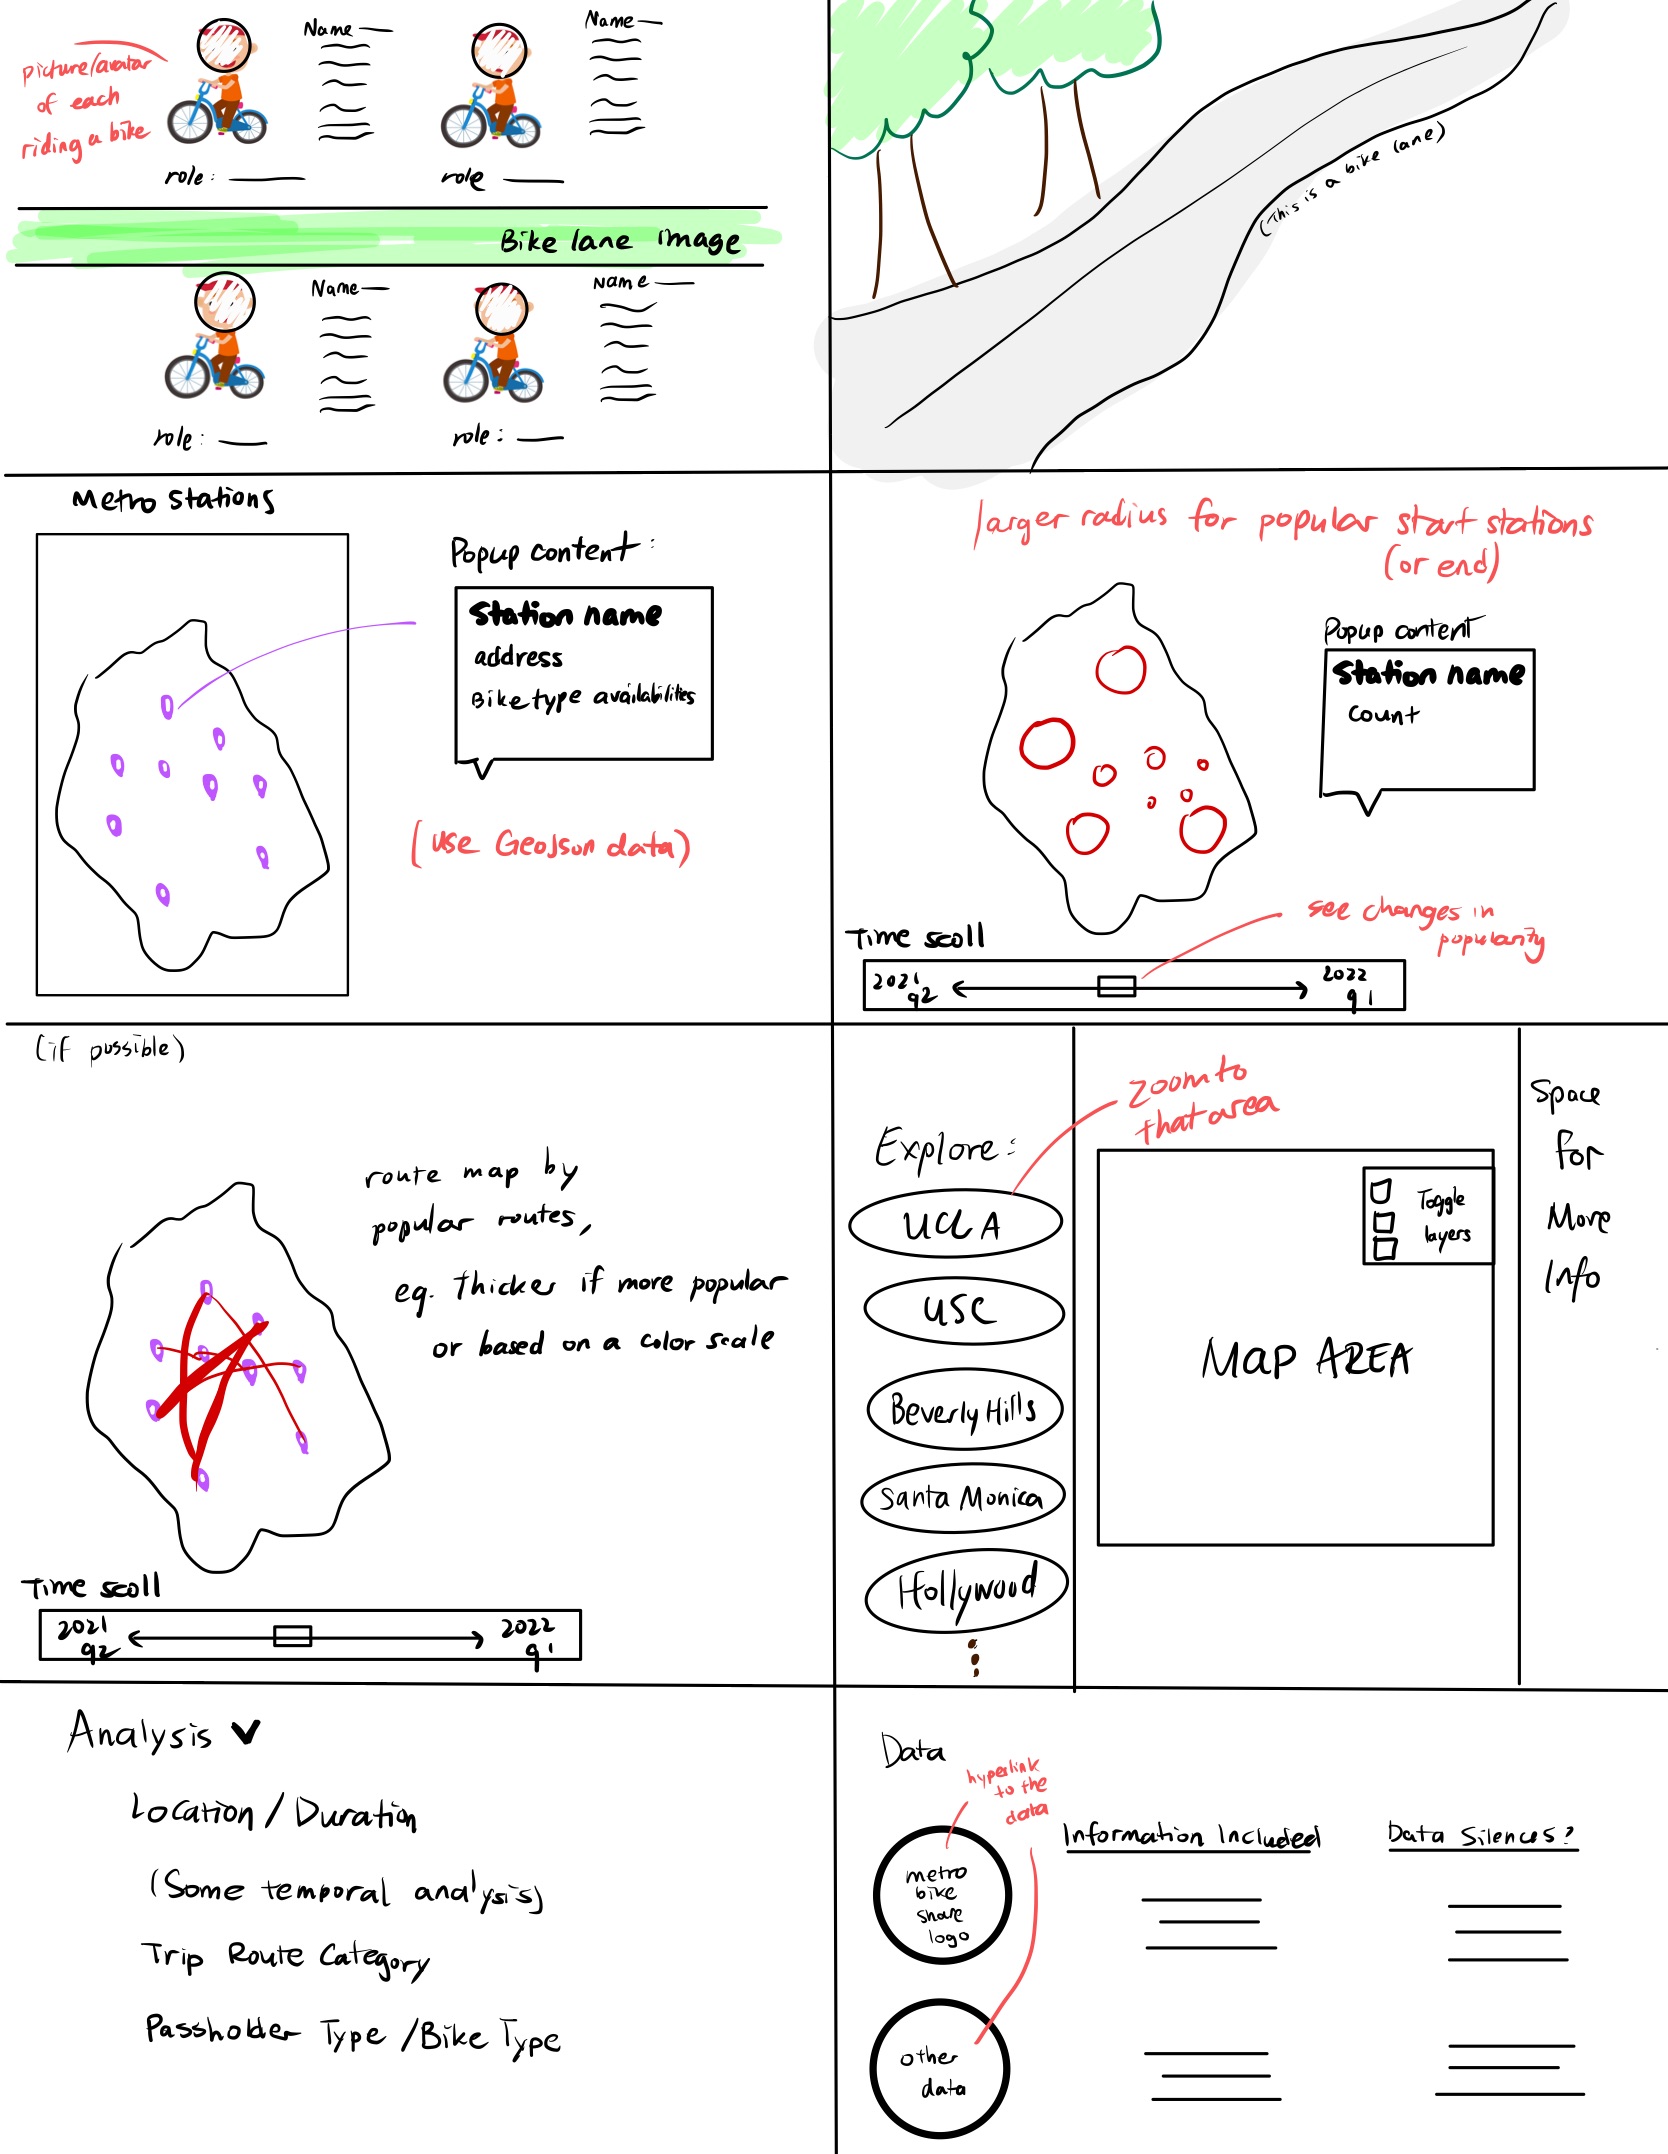 picture/avatar
of each
riding a bike
Name
role:
Name
role
Bike lane image
Name
role:
Name
role:
(This is a bike lane)
Metro Stations
Popup content:
Station name
address
Bike type availabilities
(use GeoJson data)
larger radius for popular start stations
(or end)
Popup content
Station name
count
see changes in
popularity
Time scoll
2021
q2
2022
q1
(if possible)
route map by
popular routes,
eg. thicker if more popular
or based on a color scale
Time scoll
2021
q2
2022
q1
Zoom to
that area
Explore:
UCLA
USC
Beverly Hills
Santa Monica
Hollywood
Toggle
layers
Map AREA
Space
For
More
Info
Analysis
Location / Duration
(Some temporal analysis)
Trip Route Category
Passholder Type / Bike Type
Data
hyperlink
to the
data
metro
bike
share
logo
other
data
Information Included
Data Silences?